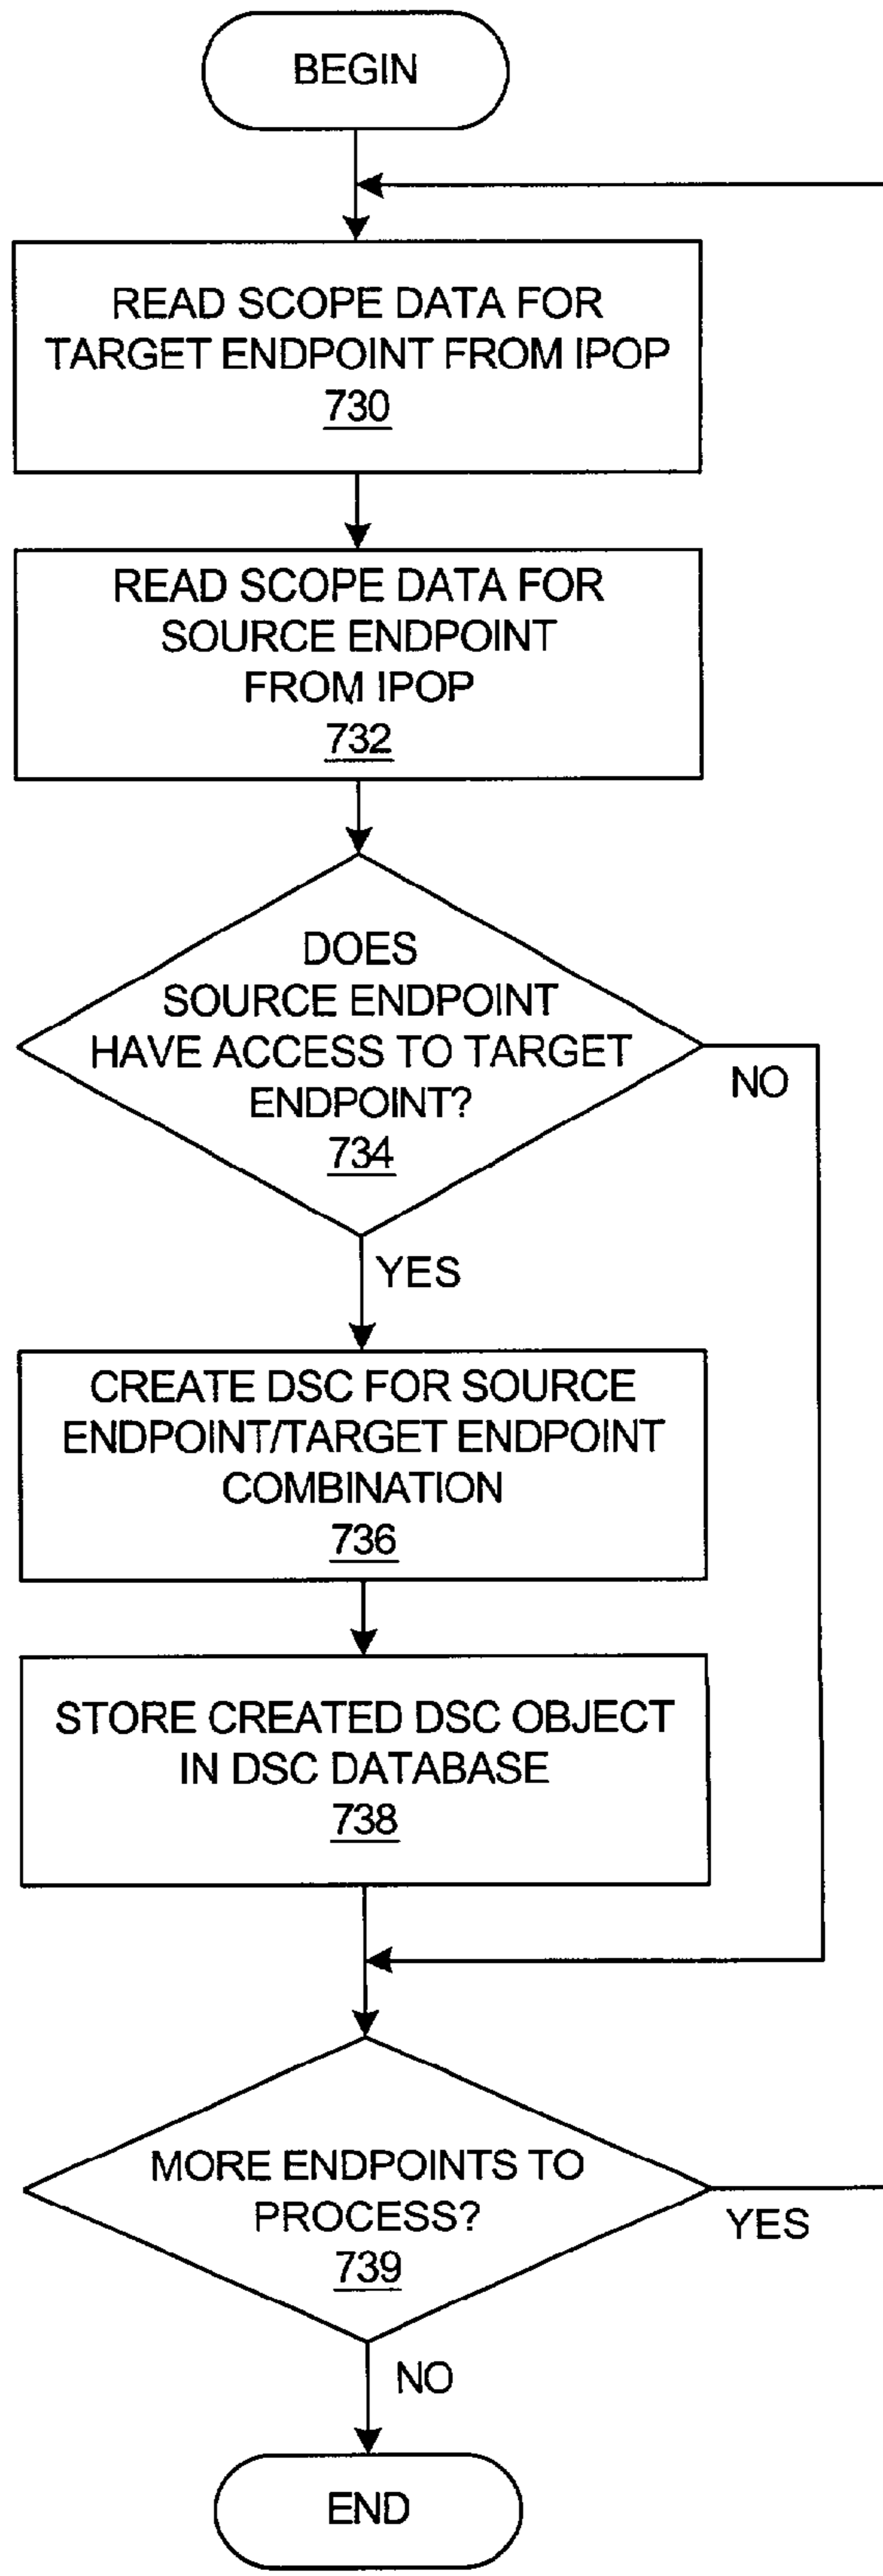 BEGIN
READ SCOPE DATA FOR
TARGET ENDPOINT FROM IPOP
730
READ SCOPE DATA FOR
SOURCE ENDPOINT
FROM IPOP
732
DOES
SOURCE ENDPOINT
HAVE ACCESS TO TARGET
ENDPOINT?
734
NO
YES
CREATE DSC FOR SOURCE
ENDPOINT/TARGET ENDPOINT
COMBINATION
736
STORE CREATED DSC OBJECT
IN DSC DATABASE
738
MORE ENDPOINTS TO
PROCESS?
739
YES
NO
END